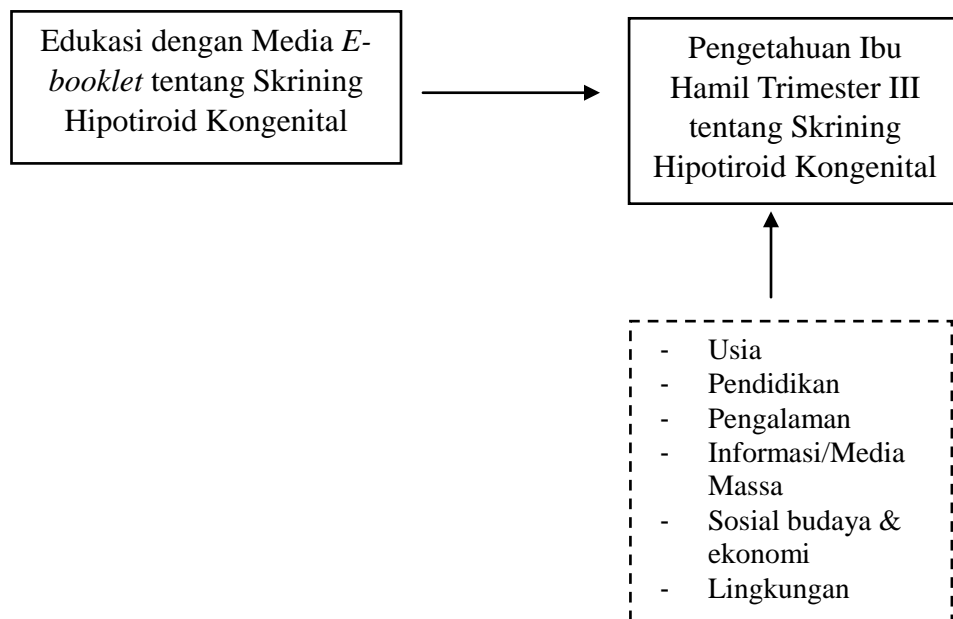 Edukasi dengan Media E-
booklet tentang Skrining
Hipotiroid Kongenital
Pengetahuan Ibu
Hamil Trimester III
tentang Skrining
Hipotiroid Kongenital
- Usia
- Pendidikan
- Pengalaman
- Informasi/Media
Massa
- Sosial budaya &
ekonomi
- Lingkungan